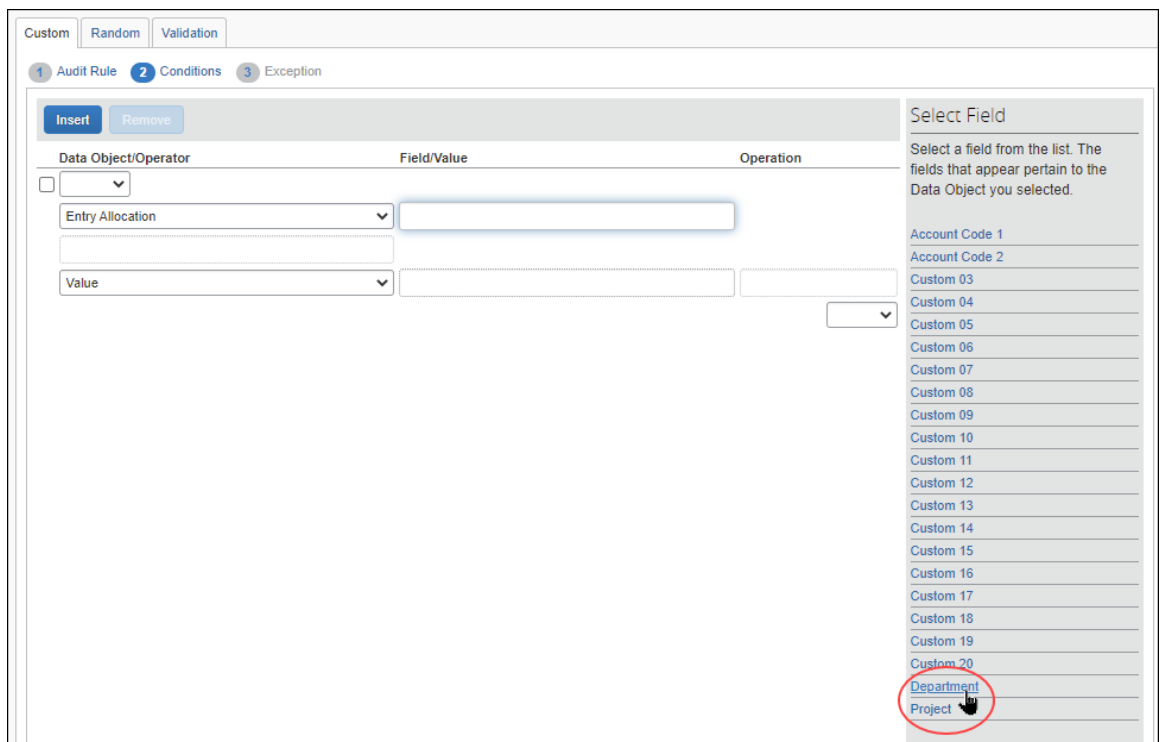 Custom Random Validation
1 Audit Rule 2 Conditions 3 Exception
Insert Remove
Data Object/Operator Field/Value Operation
Entry Allocation
Value
Select Field
Select a field from the list. The
fields that appear pertain to the
Data Object you selected.
Account Code 1
Account Code 2
Custom 03
Custom 04
Custom 05
Custom 06
Custom 07
Custom 08
Custom 09
Custom 10
Custom 11
Custom 12
Custom 13
Custom 14
Custom 15
Custom 16
Custom 17
Custom 18
Custom 19
Custom 20
Department
Project